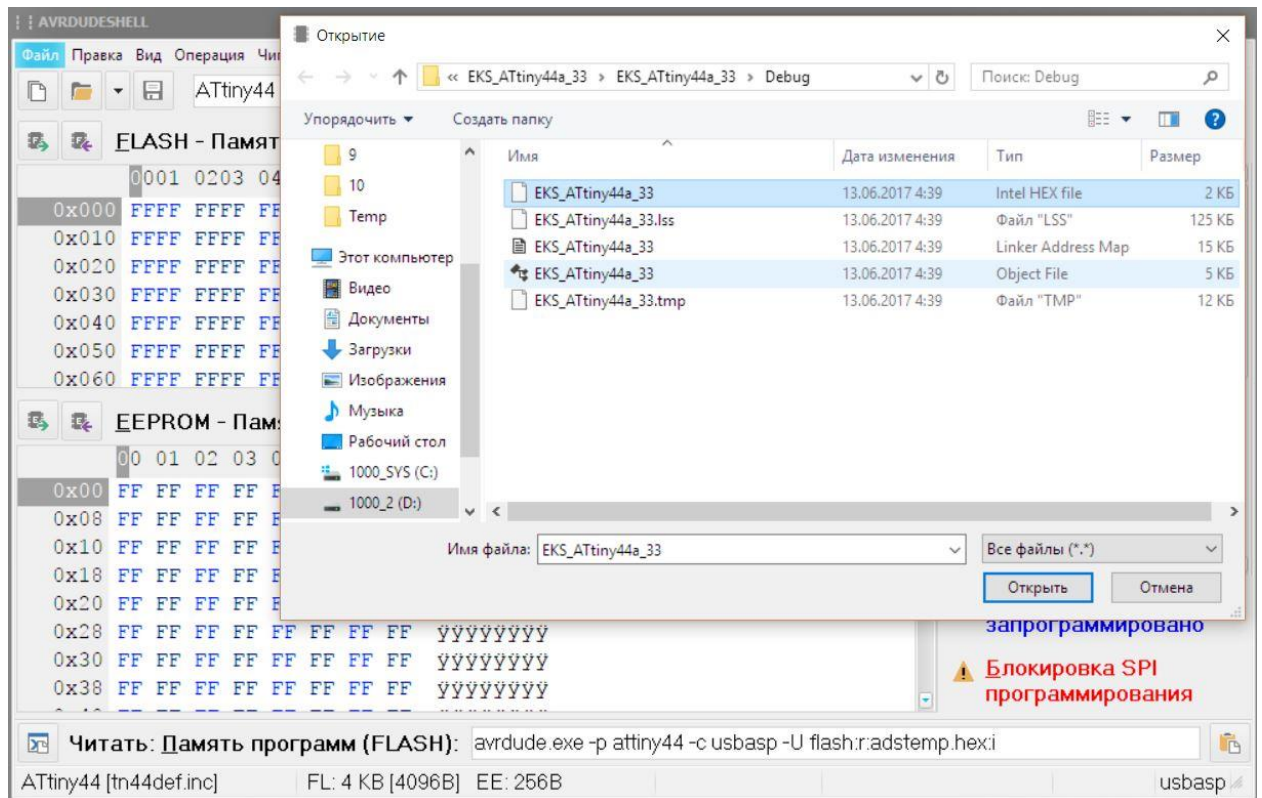 AVRDUDESHELL
Файл Правка Вид Операция
ATtiny44
FLASH - Памят
0001 0203 04
0x000 FFFF FFFF FF
0x010 FFFF FFFF FF
0x020 FFFF FFFF FF
0x030 FFFF FFFF FF
0x040 FFFF FFFF FF
0x050 FFFF FFFF FF
0x060 FFFF FFFF FF
EEPROM - Пам
00 01 02 03
0x00 FF FF FF FF
0x08 FF FF FF FF
0x10 FF FF FF FF
0x18 FF FF FF FF
0x20 FF FF FF FF
0x28 FF FF FF FF FF FF FF FF ÿÿÿÿÿÿÿÿ
0x30 FF FF FF FF FF FF FF FF ÿÿÿÿÿÿÿÿ
0x38 FF FF FF FF FF FF FF FF ÿÿÿÿÿÿÿÿ
Открытие
« EKS_ATtiny44a_33 › EKS_ATtiny44a_33 › Debug
Поиск: Debug
Упорядочить Создать папку
9
10
Temp
Этот компьютер
Видео
Документы
Загрузки
Изображения
Музыка
Рабочий стол
1000_SYS (C:)
1000_2 (D:)
Имя Дата изменения Тип Размер
EKS_ATtiny44a_33 13.06.2017 4:39 Intel HEX file 2 КБ
EKS_ATtiny44a_33.lss 13.06.2017 4:39 Файл "LSS" 125 КБ
EKS_ATtiny44a_33 13.06.2017 4:39 Linker Address Map 15 КБ
EKS_ATtiny44a_33 13.06.2017 4:39 Object File 5 КБ
EKS_ATtiny44a_33.tmp 13.06.2017 4:39 Файл "TMP" 12 КБ
Имя файла: EKS_ATtiny44a_33 Все файлы (*.*)
Открыть Отмена
запрограммировано
Блокировка SPI
программирования
Читать: Память программ (FLASH): avrdude.exe -p attiny44 -c usbasp -U flash:r:adstemp.hex:i
ATtiny44 [tn44def.inc] FL: 4 KB [4096B] EE: 256B usbasp